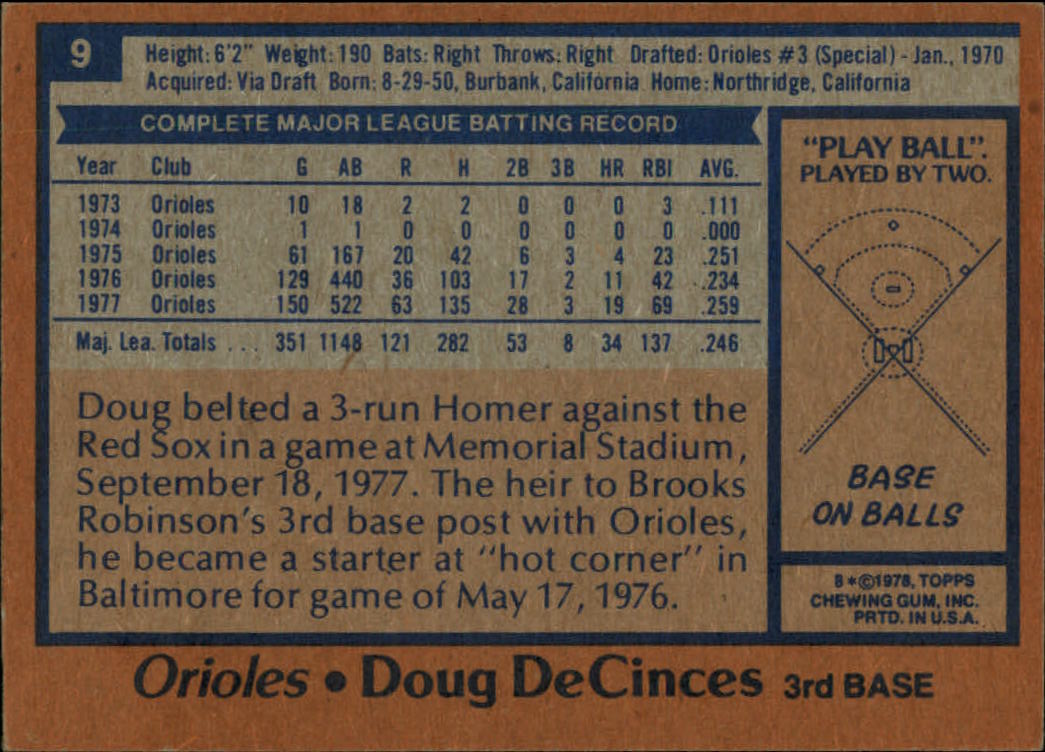 9
Height: 6'2" Weight: 190 Bats: Right Throws: Right Drafted: Orioles #3 (Special) - Jan., 1970
Acquired: Via Draft Born: 8-29-50, Burbank, California Home: Northridge, California
COMPLETE MAJOR LEAGUE BATTING RECORD
Year Club G AB R H 2B 3B HR RBI AVG.
1973 Orioles 10 18 2 2 0 0 0 3 .111
1974 Orioles 1 1 0 0 0 0 0 0 .000
1975 Orioles 61 167 20 42 6 3 4 23 .251
1976 Orioles 129 440 36 103 17 2 11 42 .234
1977 Orioles 150 522 63 135 28 3 19 69 .259
Maj. Lea. Totals . . . 351 1148 121 282 53 8 34 137 .246
Doug belted a 3-run Homer against the
Red Sox in a game at Memorial Stadium,
September 18, 1977. The heir to Brooks
Robinson's 3rd base post with Orioles,
he became a starter at "hot corner" in
Baltimore for game of May 17, 1976.
"PLAY BALL".
PLAYED BY TWO.
BASE
ON BALLS
B*©1978, TOPPS
CHEWING GUM, INC.
PRTD. IN U.S.A.
Orioles • Doug DeCinces 3rd BASE